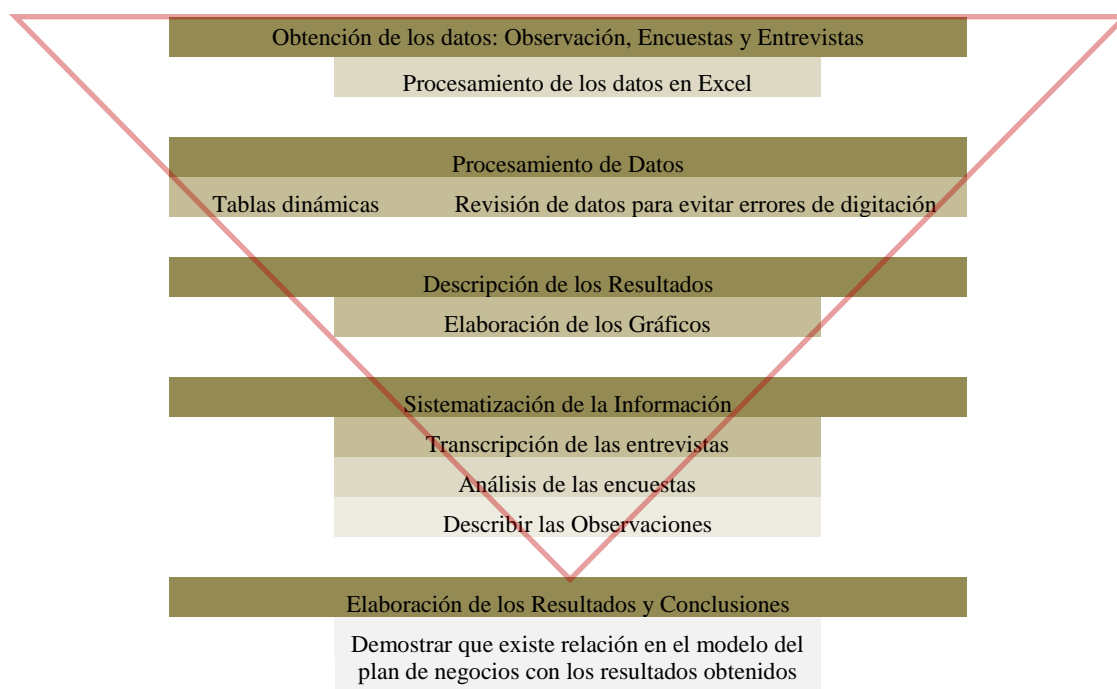 Obtención de los datos: Observación, Encuestas y Entrevistas
Procesamiento de los datos en Excel
Procesamiento de Datos
Tablas dinámicas Revisión de datos para evitar errores de digitación
Descripción de los Resultados
Elaboración de los Gráficos
Sistematización de la Información
Transcripción de las entrevistas
Análisis de las encuestas
Describir las Observaciones
Elaboración de los Resultados y Conclusiones
Demostrar que existe relación en el modelo del
plan de negocios con los resultados obtenidos